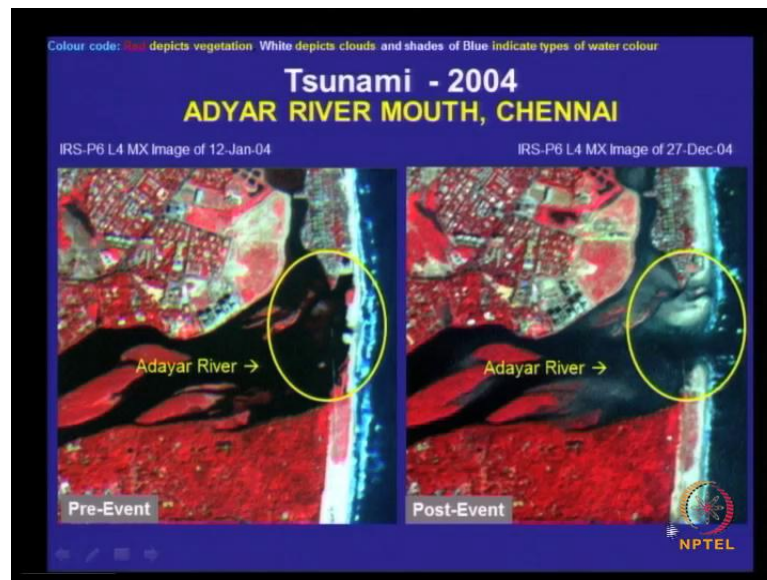 Colour code: Red depicts vegetation. White depicts clouds and shades of Blue indicate types of water colour
Tsunami - 2004
ADYAR RIVER MOUTH, CHENNAI
IRS-P6 L4 MX Image of 12-Jan-04
IRS-P6 L4 MX Image of 27-Dec-04
Adayar River →
Adayar River →
Pre-Event
Post-Event
NPTEL